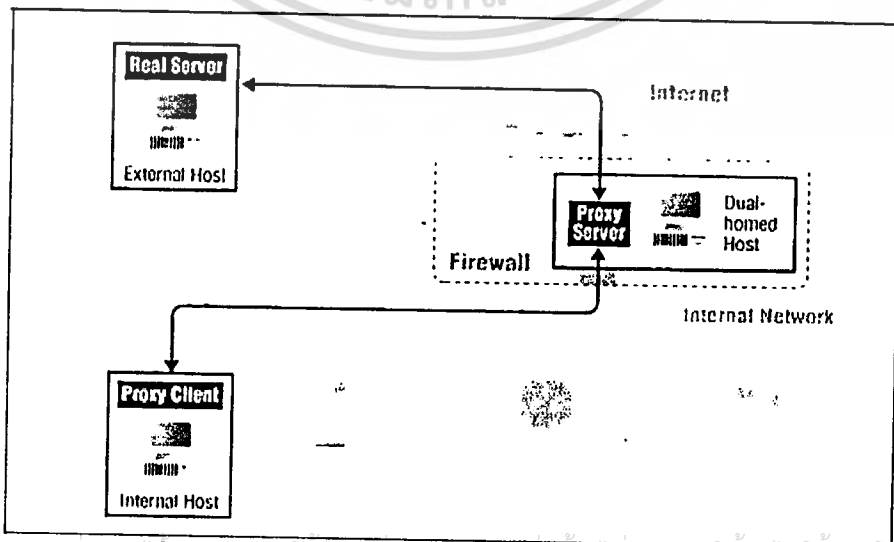 Real Server
External Host
Internet
Proxy
Server
Dual-
homed
Host
Firewall
Internal Network
Proxy Client
Internal Host